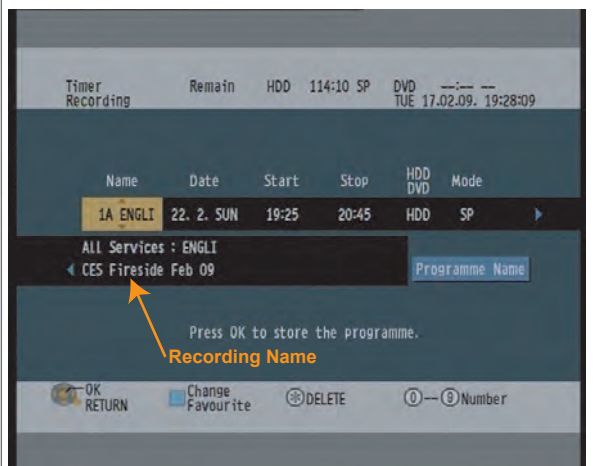 Timer Recording Remain HDD 114:10 SP DVD --:-- --
TUE 17.02.09. 19:28:09
Name Date Start Stop HDD DVD Mode
1A ENGLI 22. 2. SUN 19:25 20:45 HDD SP
All Services : ENGLI
CES Fireside Feb 09
Programme Name
Press OK to store the programme.
Recording Name
OK
RETURN
Change
Favourite
* DELETE
0--9 Number